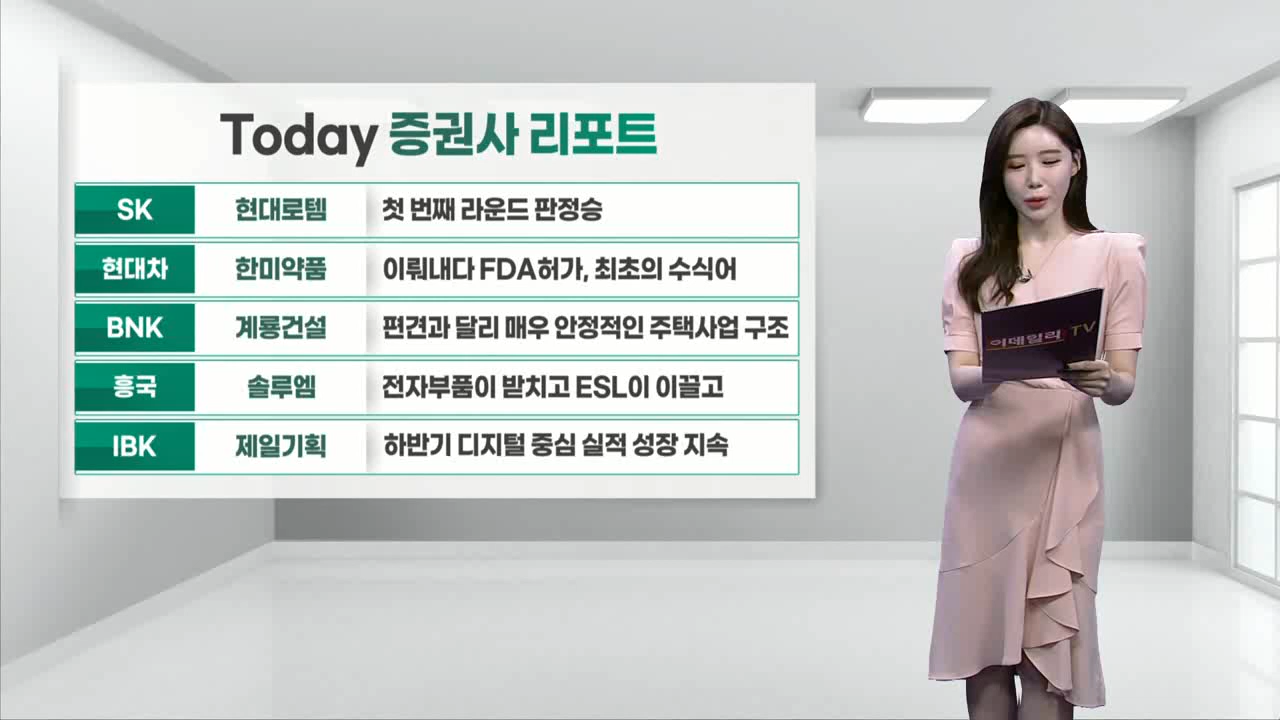 Today 증권사 리포트
SK 현대로템 첫 번째 라운드 판정승
현대차 한미약품 이뤄내다 FDA허가, 최초의 수식어
BNK 계룡건설 편견과 달리 매우 안정적인 주택사업 구조
흥국 솔루엠 전자부품이 받치고 ESL이 이끌고
IBK 제일기획 하반기 디지털 중심 실적 성장 지속
이데일리 TV